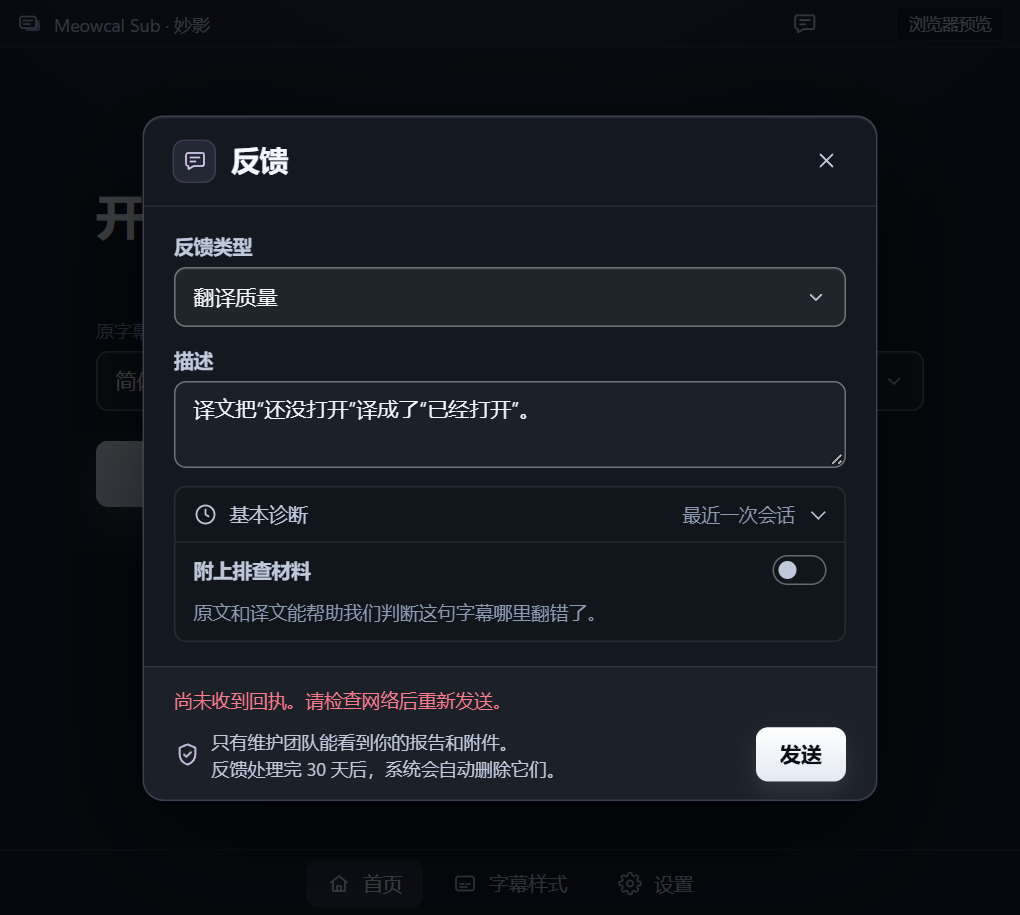 Meowcal Sub · 妙影
浏览器预览
反馈
开
反馈类型
翻译质量
原字幕
描述
简体
译文把“还没打开”译成了“已经打开”。
基本诊断
最近一次会话
附上排查材料
原文和译文能帮助我们判断这句字幕哪里翻错了。
尚未收到回执。请检查网络后重新发送。
只有维护团队能看到你的报告和附件。
反馈处理完 30 天后，系统会自动删除它们。
发送
首页
字幕样式
设置